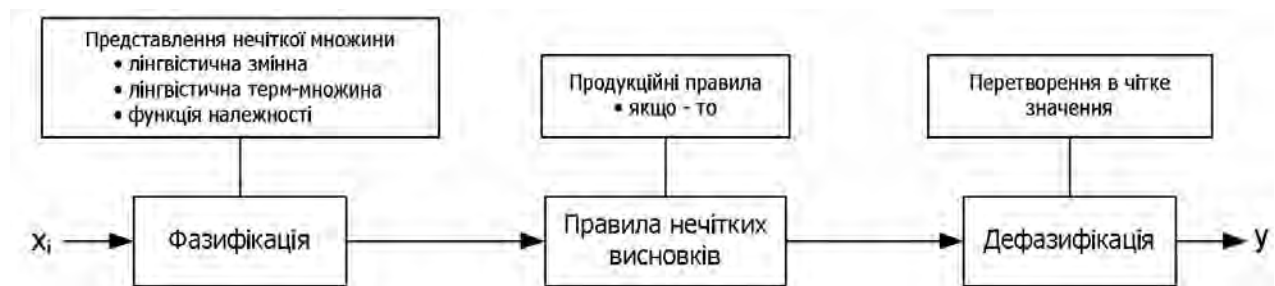 Представлення нечіткої множини
• лінгвістична змінна
• лінгвістична терм-множина
• функція належності
Продукційні правила
• якщо - то
Перетворення в чітке
значення
xᵢ
Фазифікація
Правила нечітких
висновків
Дефазифікація
y